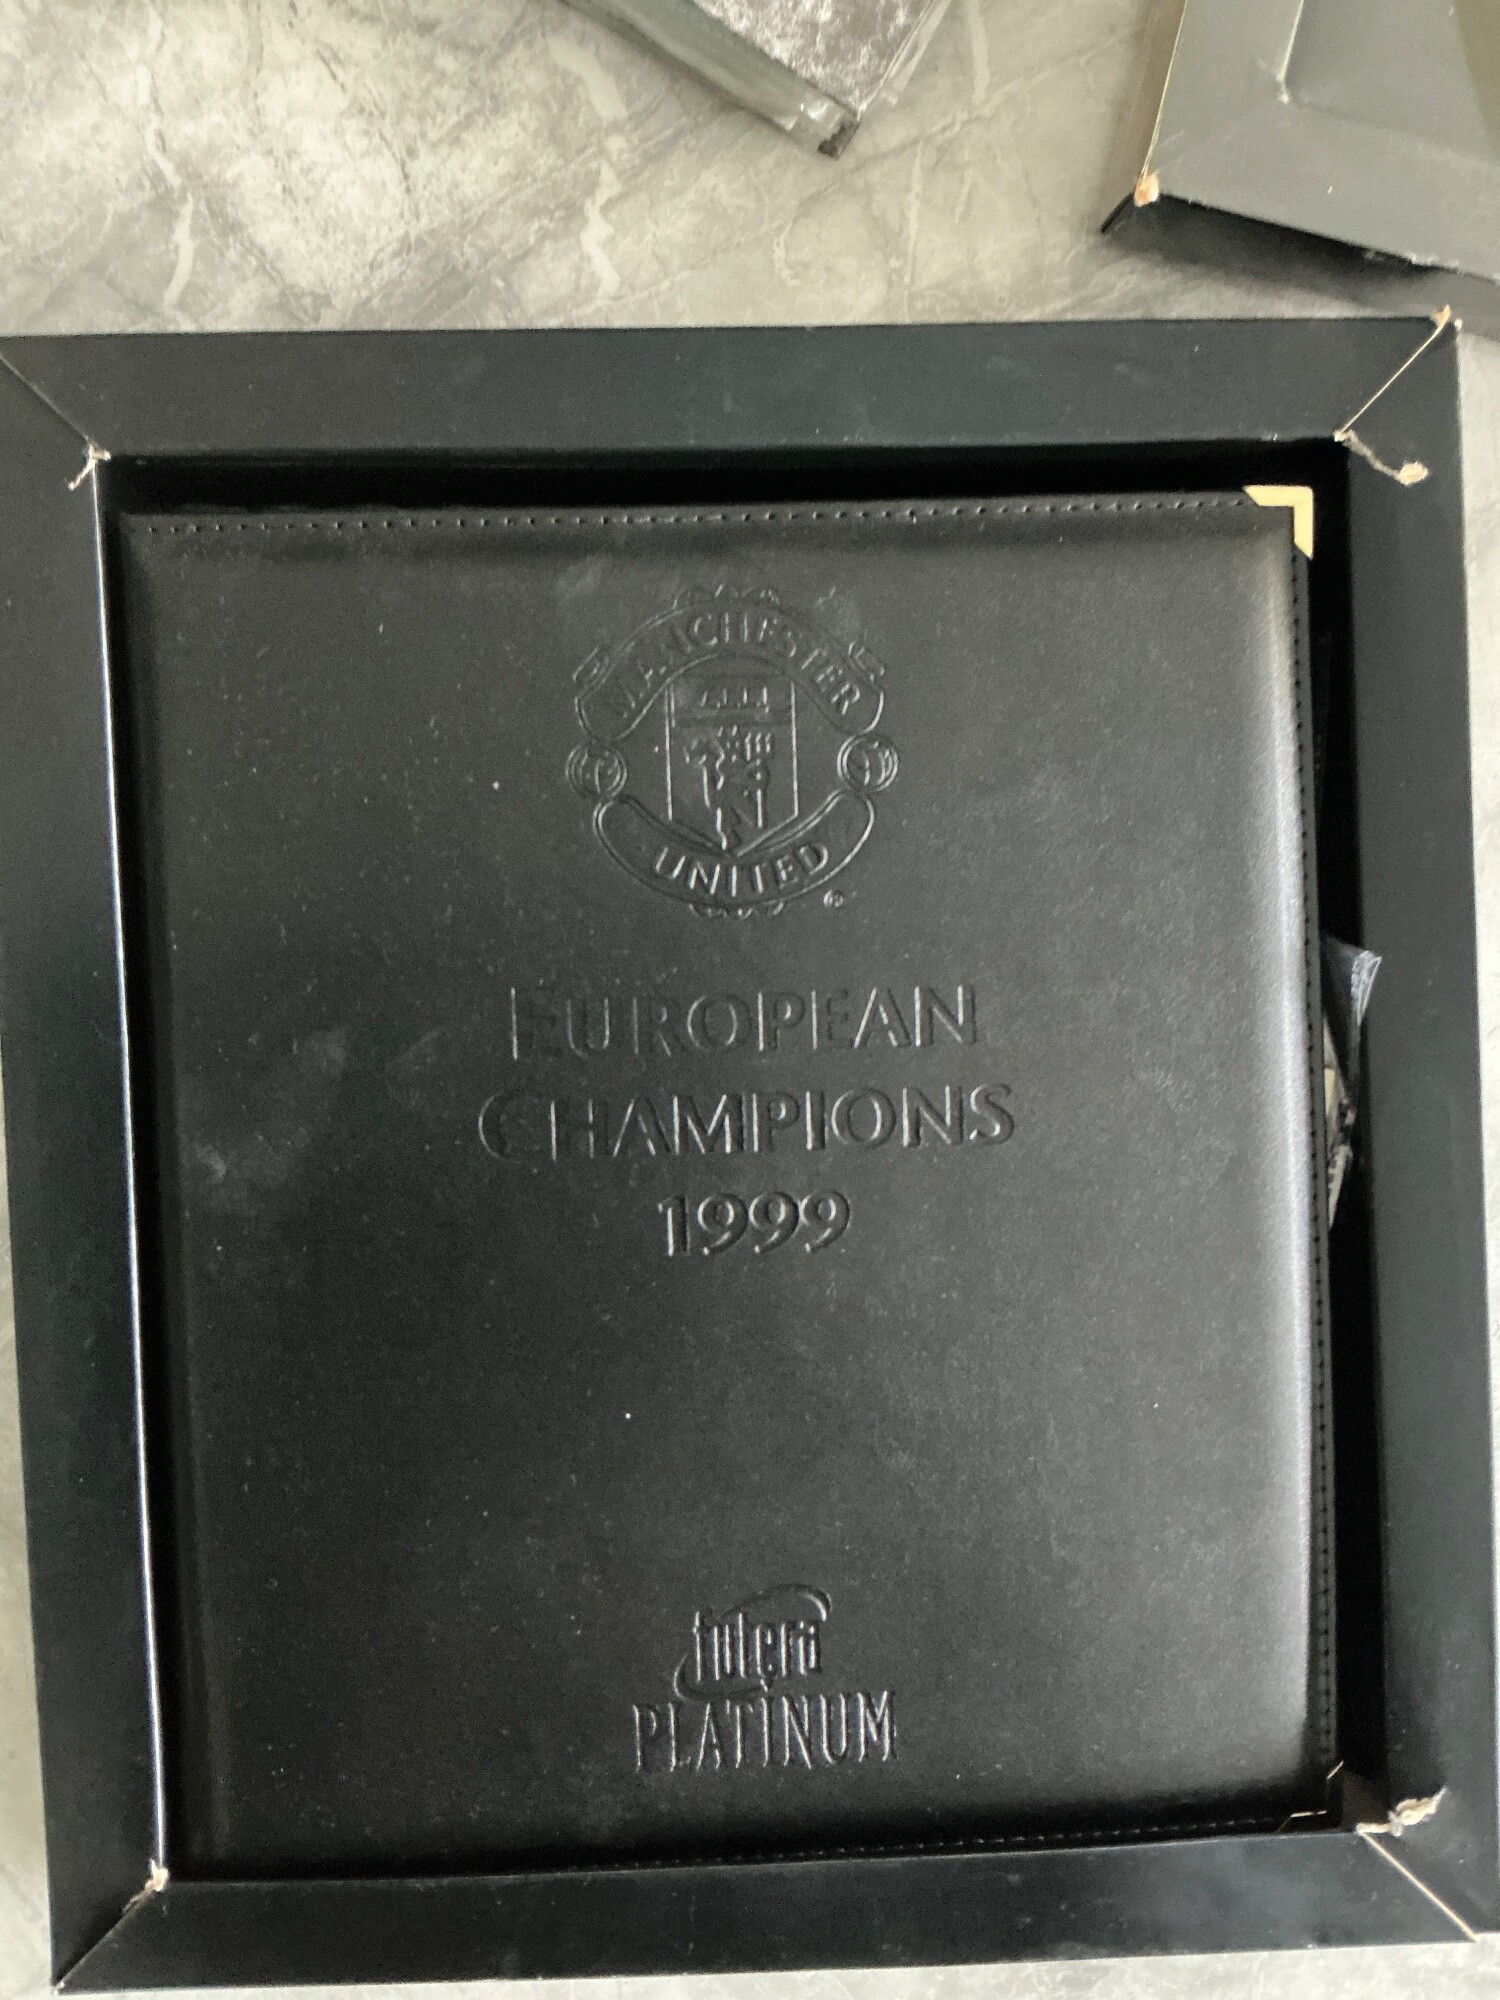 MANCHESTER
UNITED
®
EUROPEAN
CHAMPIONS
1999
futera
PLATINUM